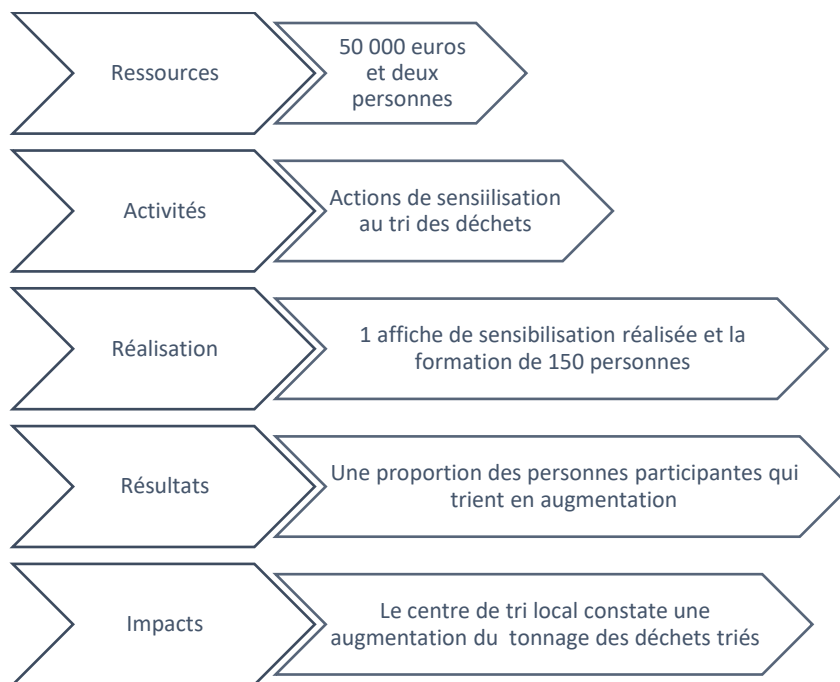 Ressources
50 000 euros
et deux
personnes
Activités
Actions de sensiilisation
au tri des déchets
Réalisation
1 affiche de sensibilisation réalisée et la
formation de 150 personnes
Résultats
Une proportion des personnes participantes qui
trient en augmentation
Impacts
Le centre de tri local constate une
augmentation du tonnage des déchets triés